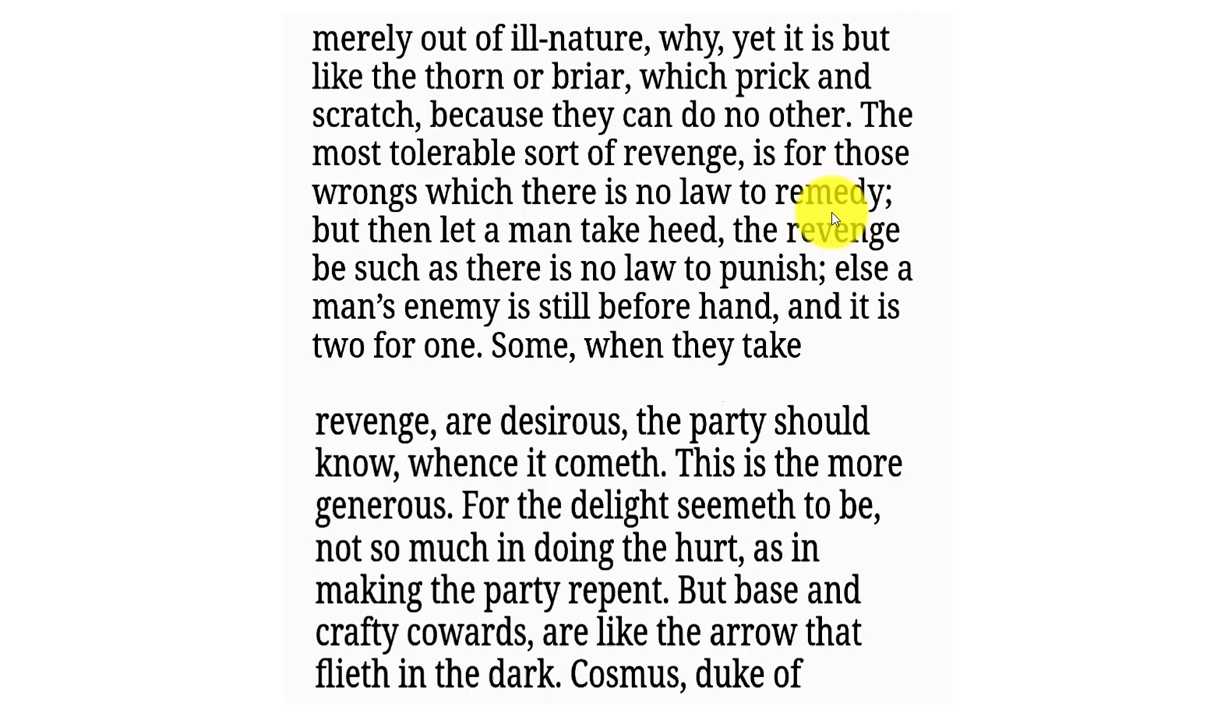 merely out of ill-nature, why, yet it is but
like the thorn or briar, which prick and
scratch, because they can do no other. The
most tolerable sort of revenge, is for those
wrongs which there is no law to remedy;
but then let a man take heed, the revenge
be such as there is no law to punish; else a
man’s enemy is still before hand, and it is
two for one. Some, when they take
revenge, are desirous, the party should
know, whence it cometh. This is the more
generous. For the delight seemeth to be,
not so much in doing the hurt, as in
making the party repent. But base and
crafty cowards, are like the arrow that
flieth in the dark. Cosmus, duke of